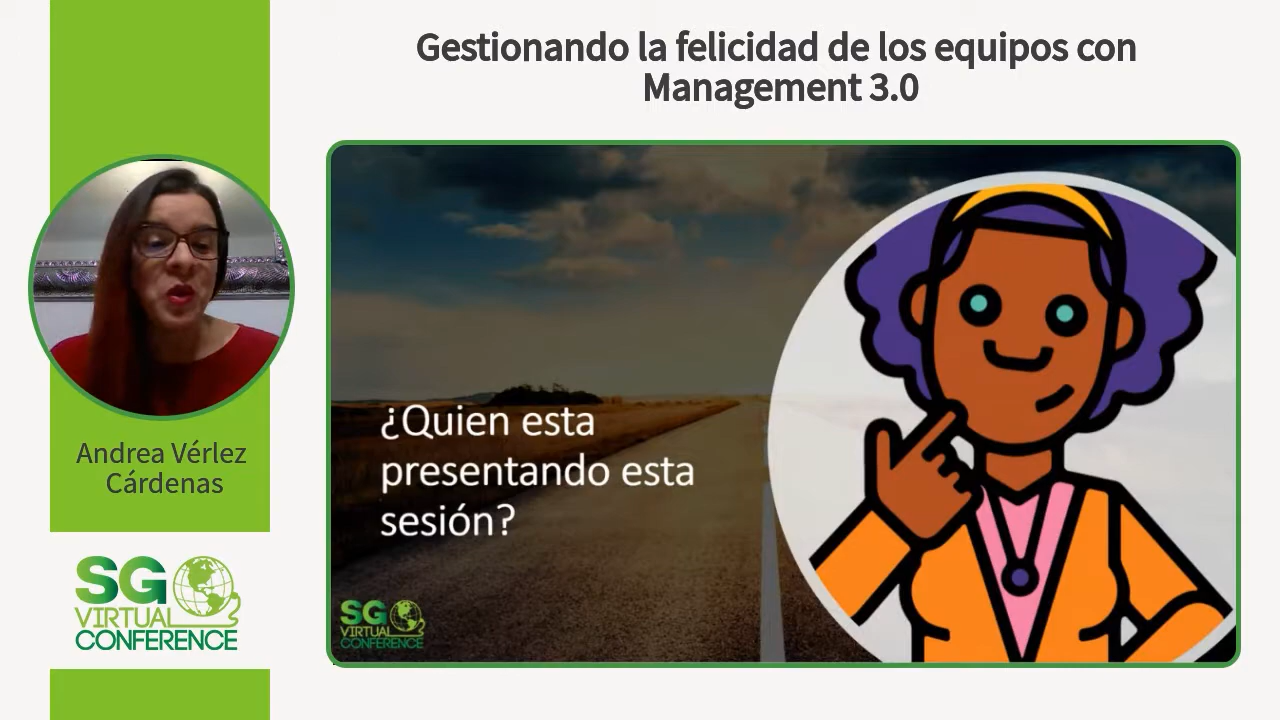 Gestionando la felicidad de los equipos con
Management 3.0
¿Quien esta
presentando esta
sesión?
SG
VIRTUAL
CONFERENCE
Andrea Vérlez
Cárdenas
SG
VIRTUAL
CONFERENCE